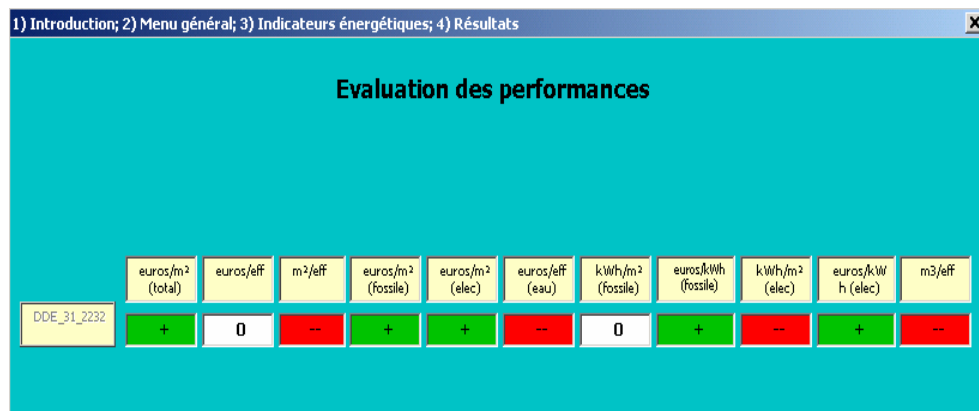 1) Introduction; 2) Menu général; 3) Indicateurs énergétiques; 4) Résultats
Evaluation des performances
euros/m² (total)
euros/eff
m²/eff
euros/m² (fossile)
euros/m² (elec)
euros/eff (eau)
kWh/m² (fossile)
euros/kWh (fossile)
kWh/m² (elec)
euros/kW h (elec)
m3/eff
DDE_31_2232
+
0
--
+
+
--
0
+
--
+
--